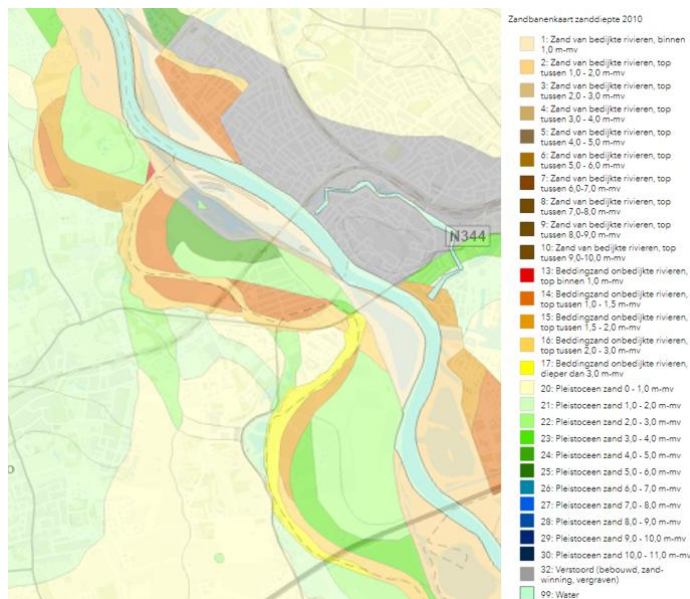 Zandbanenkaart zanddiepte 2010
1: Zand van bedijkte rivieren, binnen
1,0 m-mv
2: Zand van bedijkte rivieren, top
tussen 1,0 - 2,0 m-mv
3: Zand van bedijkte rivieren, top
tussen 2,0 - 3,0 m-mv
4: Zand van bedijkte rivieren, top
tussen 3,0 - 4,0 m-mv
5: Zand van bedijkte rivieren, top
tussen 4,0 - 5,0 m-mv
6: Zand van bedijkte rivieren, top
tussen 5,0 - 6,0 m-mv
7: Zand van bedijkte rivieren, top
tussen 6,0-7,0 m-mv
8: Zand van bedijkte rivieren, top
tussen 7,0-8,0 m-mv
9: Zand van bedijkte rivieren, top
tussen 8,0-9,0 m-mv
10: Zand van bedijkte rivieren, top
tussen 9,0-10,0 m-mv
13: Beddingzand onbedijkte rivieren,
top binnen 1,0 m-mv
14: Beddingzand onbedijkte rivieren,
top tussen 1,0 - 1,5 m-mv
15: Beddingzand onbedijkte rivieren,
top tussen 1,5 - 2,0 m-mv
16: Beddingzand onbedijkte rivieren,
top tussen 2,0 - 3,0 m-mv
17: Beddingzand onbedijkte rivieren,
dieper dan 3,0 m-mv
20: Pleistoceen zand 0 - 1,0 m-mv
21: Pleistoceen zand 1,0 - 2,0 m-mv
22: Pleistoceen zand 2,0 - 3,0 m-mv
23: Pleistoceen zand 3,0 - 4,0 m-mv
24: Pleistoceen zand 4,0 - 5,0 m-mv
25: Pleistoceen zand 5,0 - 6,0 m-mv
26: Pleistoceen zand 6,0 - 7,0 m-mv
27: Pleistoceen zand 7,0 - 8,0 m-mv
28: Pleistoceen zand 8,0 - 9,0 m-mv
29: Pleistoceen zand 9,0 - 10,0 m-mv
30: Pleistoceen zand 10,0 - 11,0 m-mv
32: Verstoord (bebouwd, zand-
winning, vergraven)
99: Water
N344